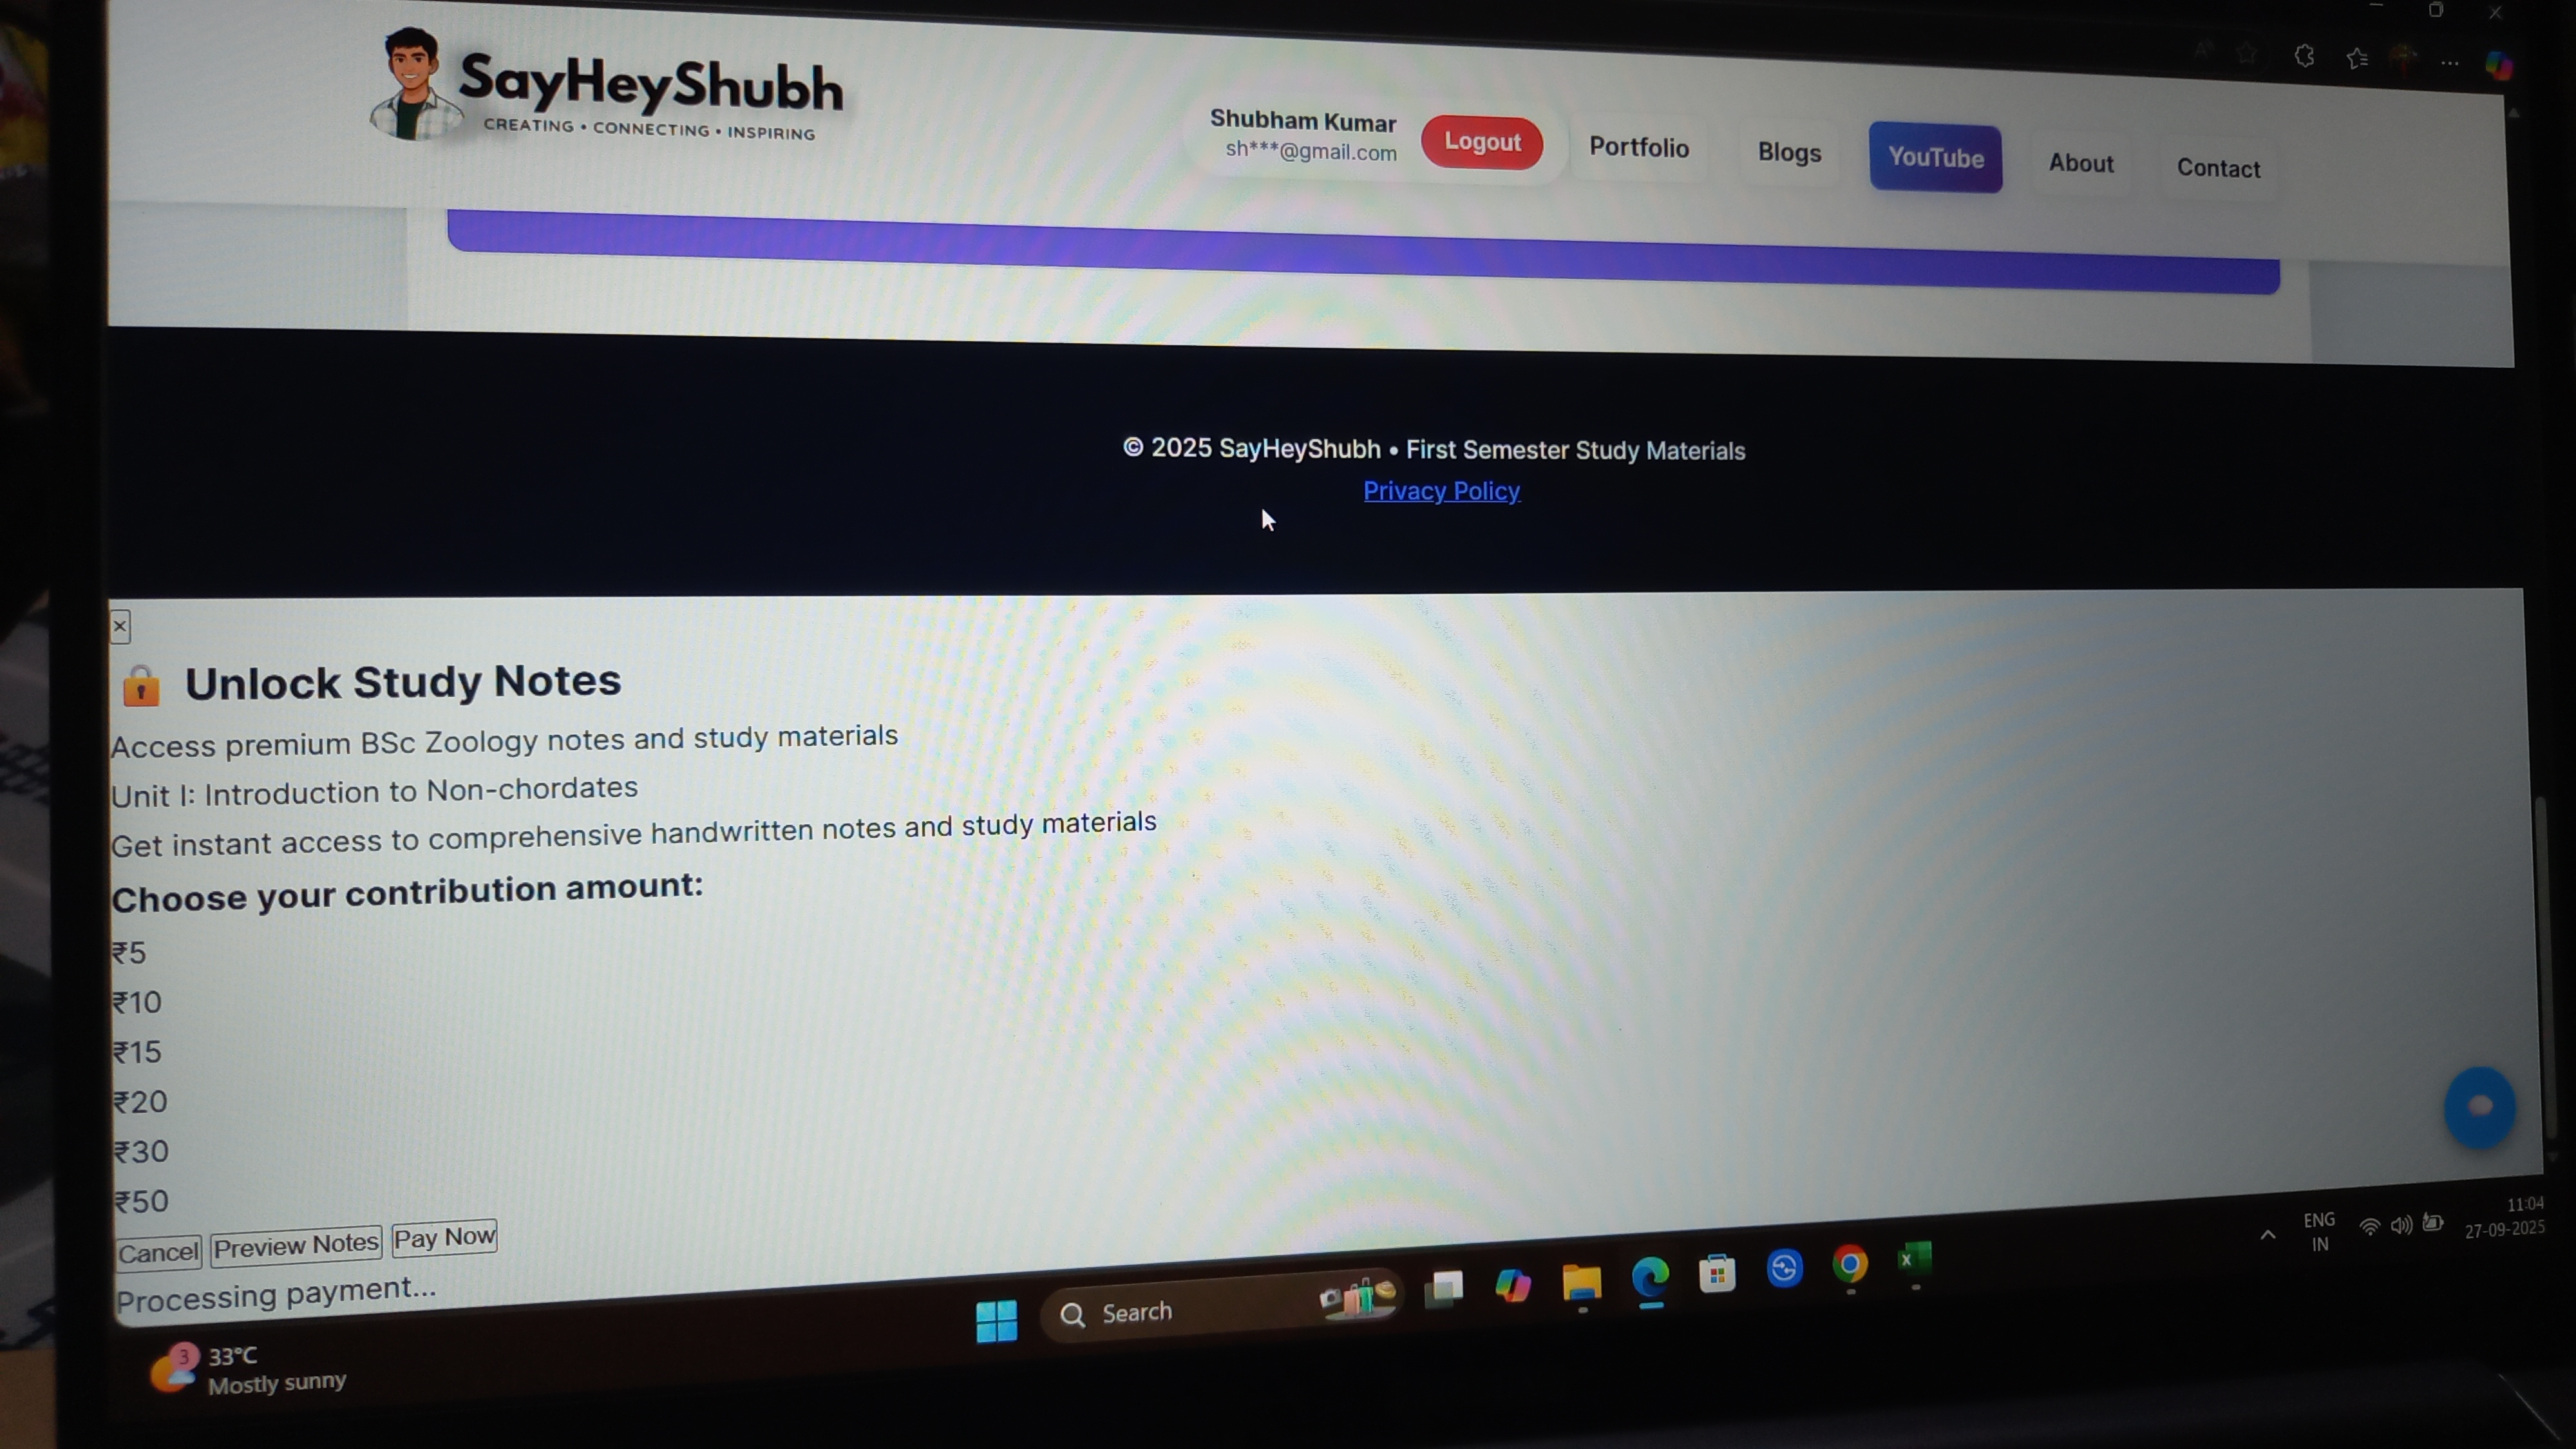 SayHeyShubh
CREATING • CONNECTING • INSPIRING
Shubham Kumar
sh***@gmail.com
Logout
Portfolio
Blogs
YouTube
About
Contact
© 2025 SayHeyShubh • First Semester Study Materials
Privacy Policy
×
Unlock Study Notes
Access premium BSc Zoology notes and study materials
Unit I: Introduction to Non-chordates
Get instant access to comprehensive handwritten notes and study materials
Choose your contribution amount:
₹5
₹10
₹15
₹20
₹30
₹50
Cancel Preview Notes Pay Now
Processing payment...
3
33°C
Mostly sunny
Search
ENG
IN
11:04
27-09-2025